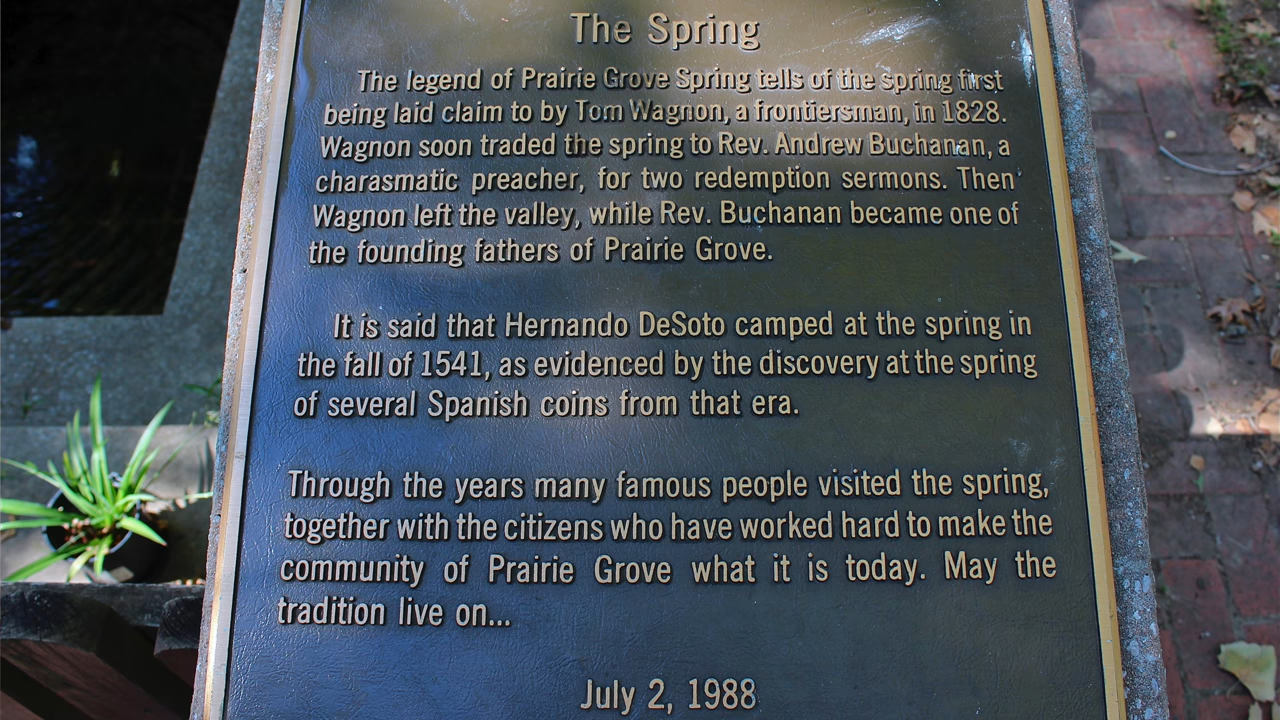 The Spring
The legend of Prairie Grove Spring tells of the spring first
being laid claim to by Tom Wagnon, a frontiersman, in 1828.
Wagnon soon traded the spring to Rev. Andrew Buchanan, a
charasmatic preacher, for two redemption sermons. Then
Wagnon left the valley, while Rev. Buchanan became one of
the founding fathers of Prairie Grove.
It is said that Hernando DeSoto camped at the spring in
the fall of 1541, as evidenced by the discovery at the spring
of several Spanish coins from that era.
Through the years many famous people visited the spring,
together with the citizens who have worked hard to make the
community of Prairie Grove what it is today. May the
tradition live on...
July 2, 1988